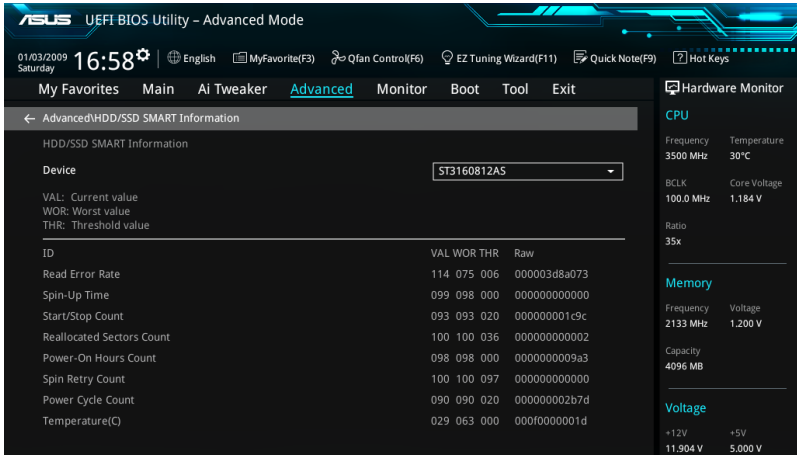 ASUS UEFI BIOS Utility – Advanced Mode
01/03/2009
Saturday
16:58
English
MyFavorite(F3)
Qfan Control(F6)
EZ Tuning Wizard(F11)
Quick Note(F9)
? Hot Keys
My Favorites Main Ai Tweaker Advanced Monitor Boot Tool Exit
← Advanced\HDD/SSD SMART Information
HDD/SSD SMART Information
Device ST3160812AS
VAL: Current value
WOR: Worst value
THR: Threshold value
ID VAL WOR THR Raw
Read Error Rate 114 075 006 000003d8a073
Spin-Up Time 099 098 000 000000000000
Start/Stop Count 093 093 020 000000001c9c
Reallocated Sectors Count 100 100 036 000000000002
Power-On Hours Count 098 098 000 0000000009a3
Spin Retry Count 100 100 097 000000000000
Power Cycle Count 090 090 020 000000002b7d
Temperature(C) 029 063 000 000f0000001d
Hardware Monitor
CPU
Frequency Temperature
3500 MHz 30°C
BCLK Core Voltage
100.0 MHz 1.184 V
Ratio
35x
Memory
Frequency Voltage
2133 MHz 1.200 V
Capacity
4096 MB
Voltage
+12V +5V
11.904 V 5.000 V